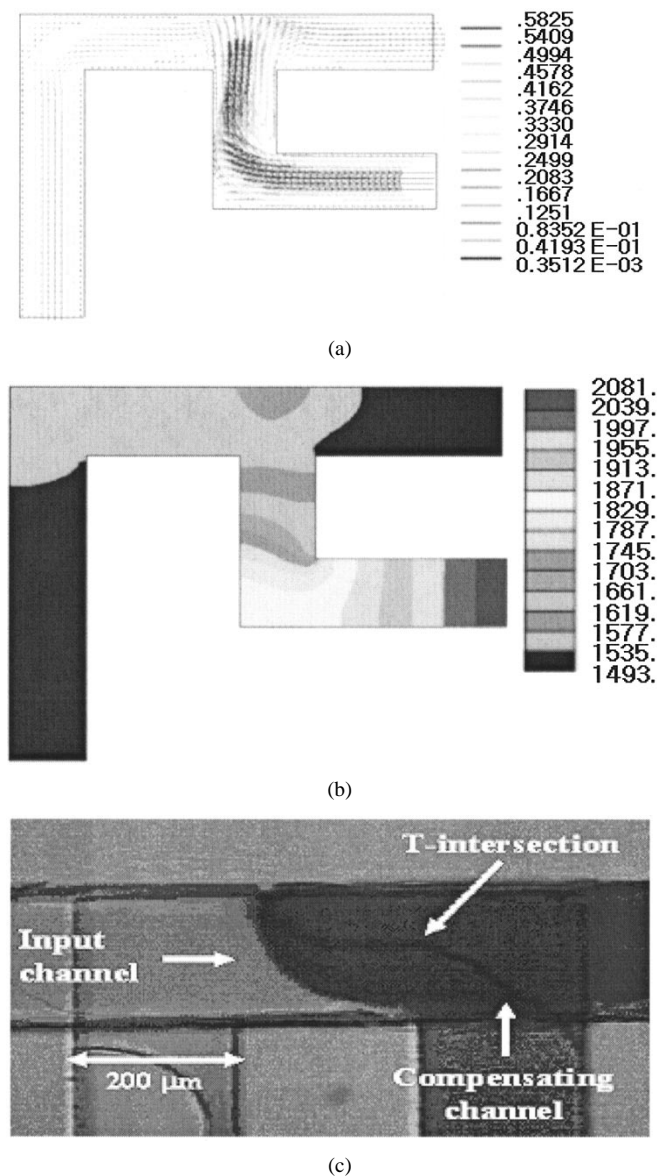 .5825
.5409
.4994
.4578
.4162
.3746
.3330
.2914
.2499
.2083
.1667
.1251
0.8352 E-01
0.4193 E-01
0.3512 E-03
(a)
2081.
2039.
1997.
1955.
1913.
1871.
1829.
1787.
1745.
1703.
1661.
1619.
1577.
1535.
1493.
(b)
T-intersection
Input
channel
200 μm
Compensating
channel
(c)